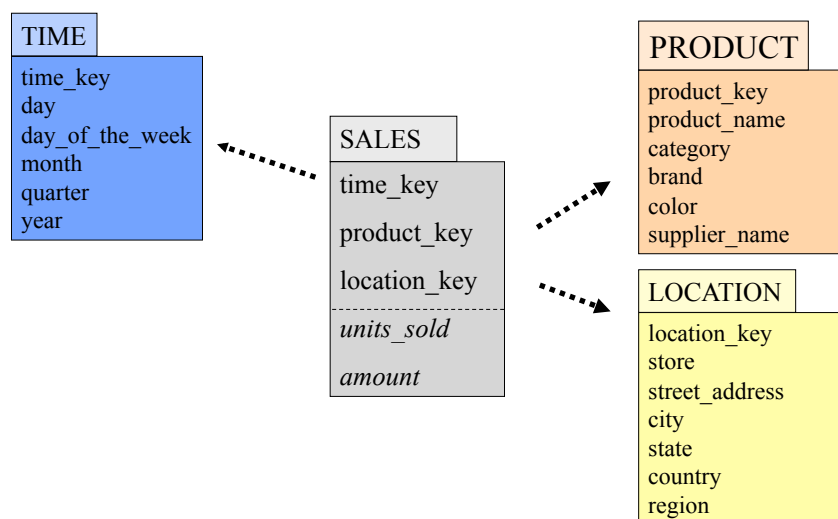 TIME
time_key
day
day_of_the_week
month
quarter
year
SALES
time_key
product_key
location_key
units_sold
amount
PRODUCT
product_key
product_name
category
brand
color
supplier_name
LOCATION
location_key
store
street_address
city
state
country
region